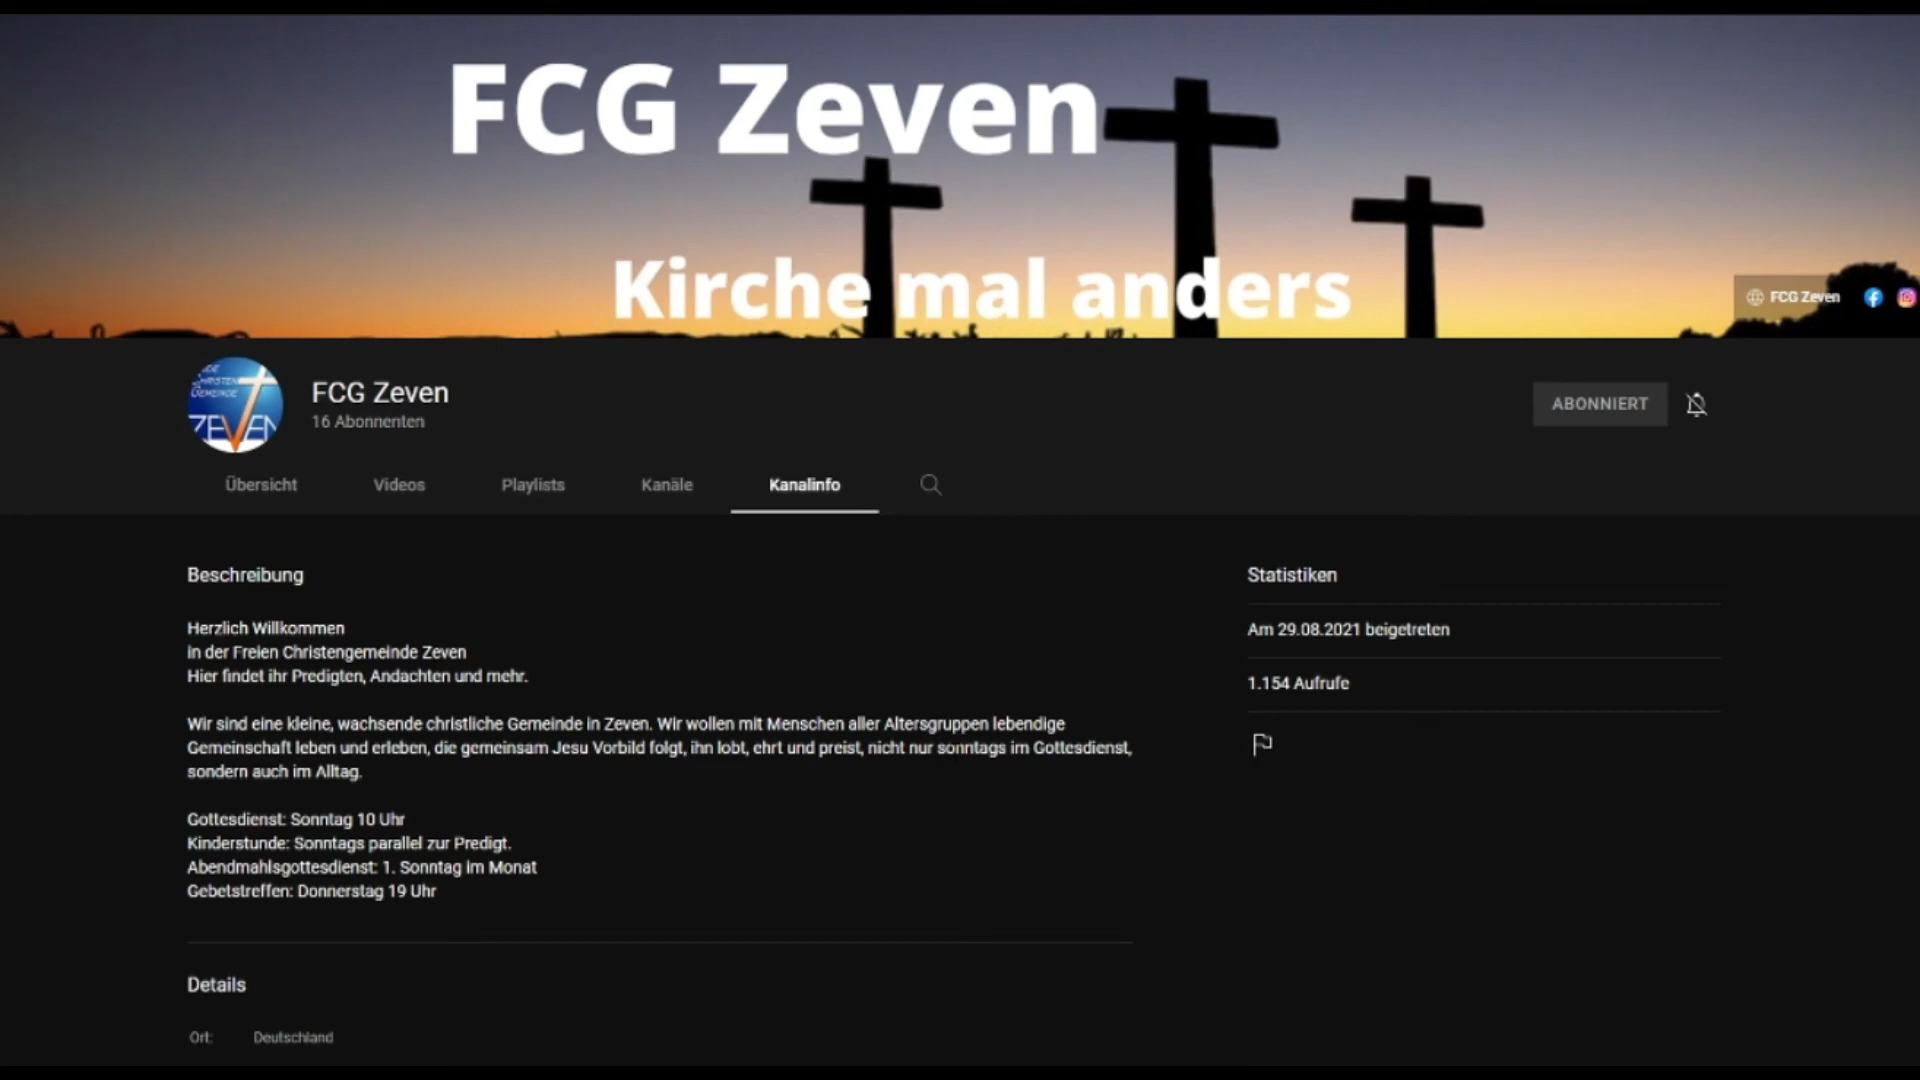 FCG Zeven
Kirche mal anders
FCG Zeven
CHRISTEN
GEMEINDE
ZEVEN
FCG Zeven
16 Abonnenten
ABONNIERT
Übersicht
Videos
Playlists
Kanäle
Kanalinfo
Beschreibung
Herzlich Willkommen
in der Freien Christengemeinde Zeven
Hier findet ihr Predigten, Andachten und mehr.
Wir sind eine kleine, wachsende christliche Gemeinde in Zeven. Wir wollen mit Menschen aller Altersgruppen lebendige
Gemeinschaft leben und erleben, die gemeinsam Jesu Vorbild folgt, ihn lobt, ehrt und preist, nicht nur sonntags im Gottesdienst,
sondern auch im Alltag.
Gottesdienst: Sonntag 10 Uhr
Kinderstunde: Sonntags parallel zur Predigt.
Abendmahlsgottesdienst: 1. Sonntag im Monat
Gebetstreffen: Donnerstag 19 Uhr
Details
Ort: Deutschland
Statistiken
Am 29.08.2021 beigetreten
1.154 Aufrufe